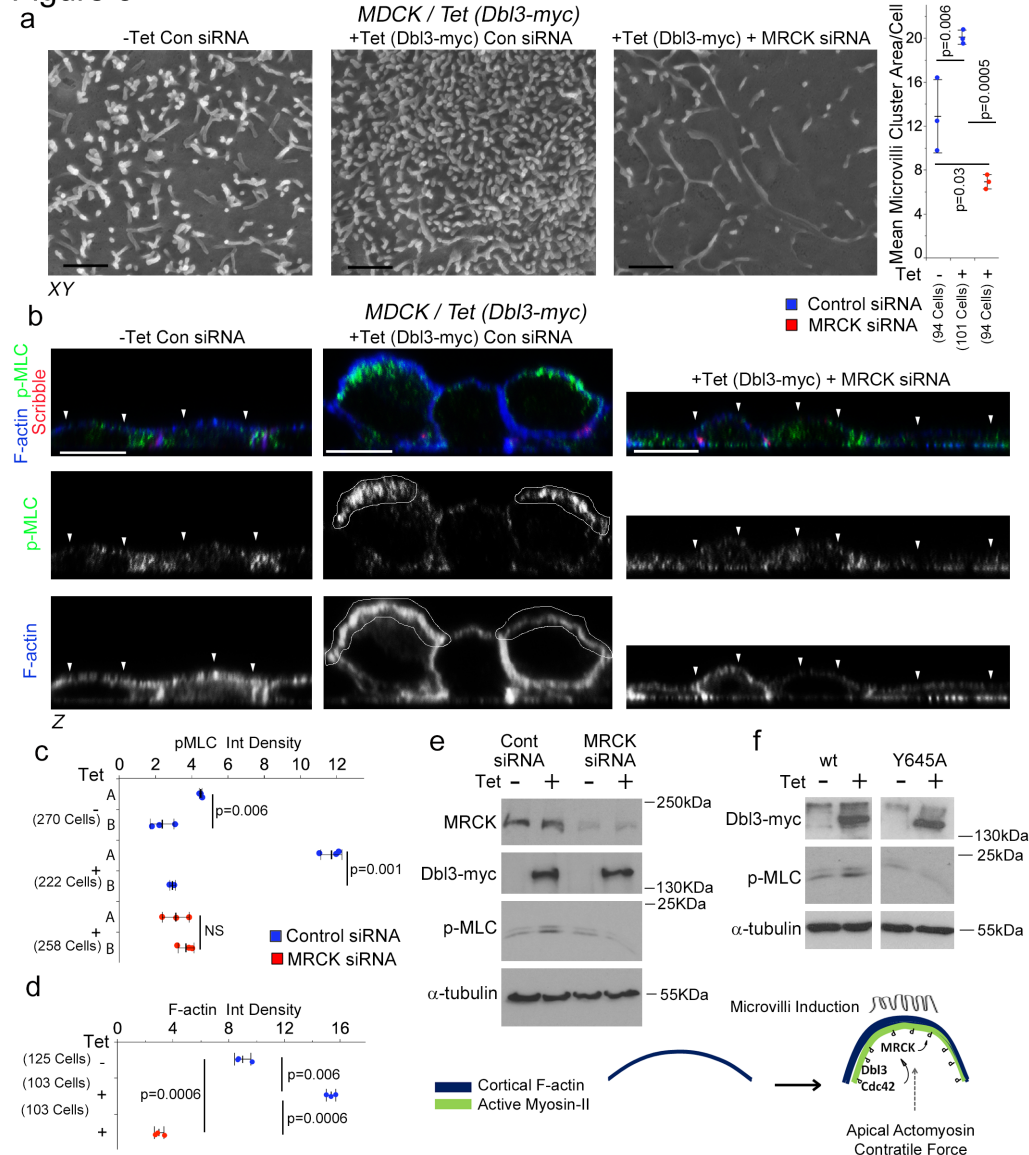 a
MDCK / Tet (Dbl3-myc)
-Tet Con siRNA
+Tet (Dbl3-myc) Con siRNA
+Tet (Dbl3-myc) + MRCK siRNA
XY
Mean Microvilli Cluster Area/Cell
20
16
12
8
4
0
p=0.006
p=0.0005
p=0.03
Tet - + +
(94 Cells)
(101 Cells)
(94 Cells)
Control siRNA
MRCK siRNA
b
MDCK / Tet (Dbl3-myc)
-Tet Con siRNA
+Tet (Dbl3-myc) Con siRNA
+Tet (Dbl3-myc) + MRCK siRNA
F-actin p-MLC
Scribble
p-MLC
F-actin
Z
c
pMLC Int Density
Tet 0 2 4 6 8 10 12
A
-
(270 Cells) B
p=0.006
A
+
(222 Cells) B
p=0.001
A
+
(258 Cells) B
NS
Control siRNA
MRCK siRNA
d
F-actin Int Density
0 4 8 12 16
Tet
(125 Cells) -
(103 Cells)
+
(103 Cells)
+
p=0.0006
p=0.006
p=0.0006
e
Cont siRNA
MRCK siRNA
Tet - + - +
MRCK
250kDa
Dbl3-myc
130KDa
25KDa
p-MLC
α-tubulin
55KDa
f
wt
Y645A
Tet - + - +
Dbl3-myc
130kDa
25kDa
p-MLC
α-tubulin
55kDa
Cortical F-actin
Active Myosin-II
Microvilli Induction
MRCK
Dbl3
Cdc42
Apical Actomyosin
Contratile Force